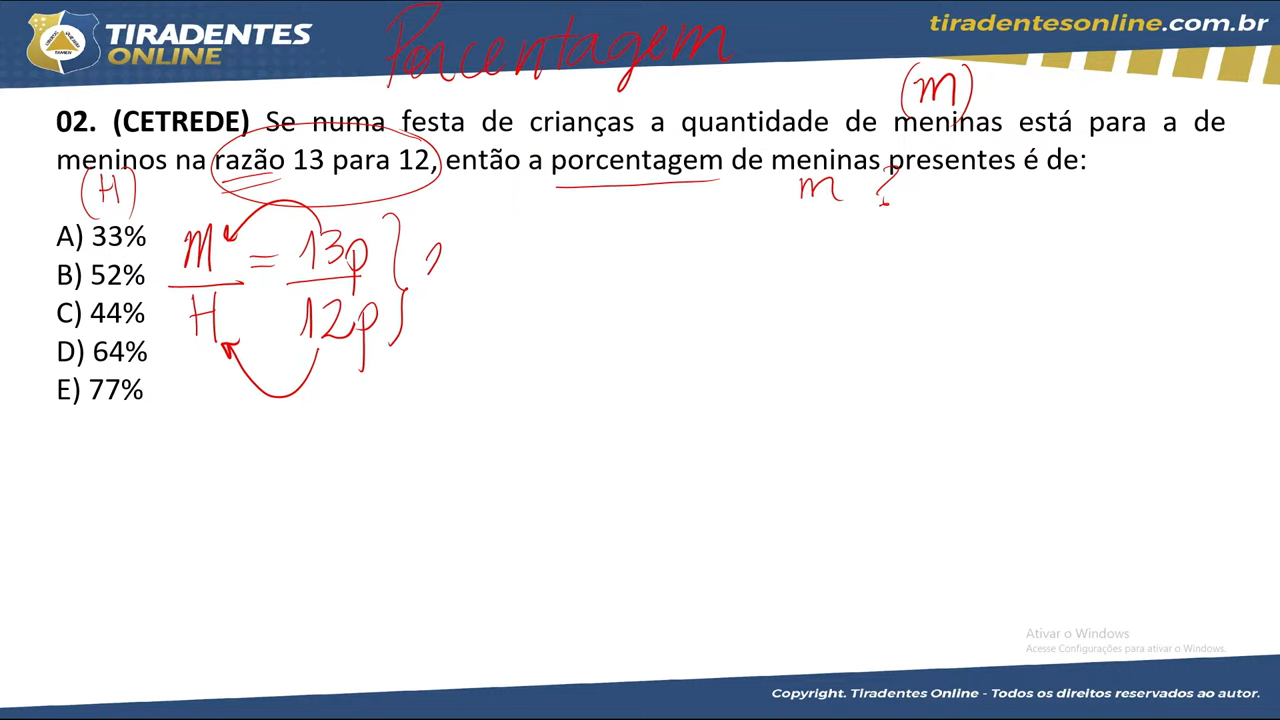 TIRADENTES
ONLINE
Porcentagem
tiradentesonline.com.br
(m)
02. (CETREDE) Se numa festa de crianças a quantidade de meninas está para a de
meninos na razão 13 para 12, então a porcentagem de meninas presentes é de:
(H)
m ?
A) 33%
B) 52%
C) 44%
D) 64%
E) 77%
M = 13p }
H 12p
Ativar o Windows
Acesse Configurações para ativar o Windows.
Copyright. Tiradentes Online - Todos os direitos reservados ao autor.